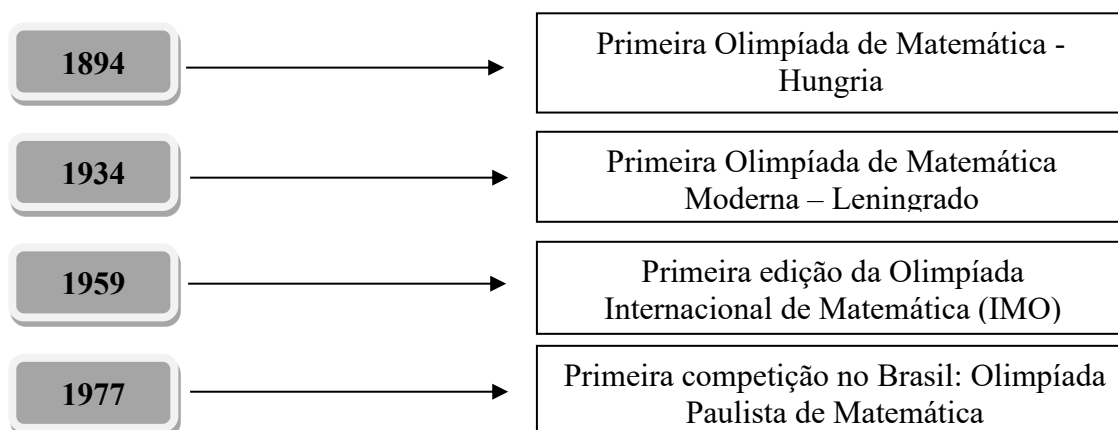 1894
Primeira Olimpíada de Matemática -
Hungria
1934
Primeira Olimpíada de Matemática
Moderna – Leningrado
1959
Primeira edição da Olimpíada
Internacional de Matemática (IMO)
1977
Primeira competição no Brasil: Olimpíada
Paulista de Matemática